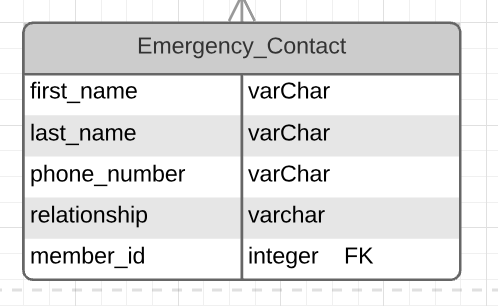 Emergency_Contact
first_name varChar
last_name varChar
phone_number varChar
relationship varchar
member_id integer FK